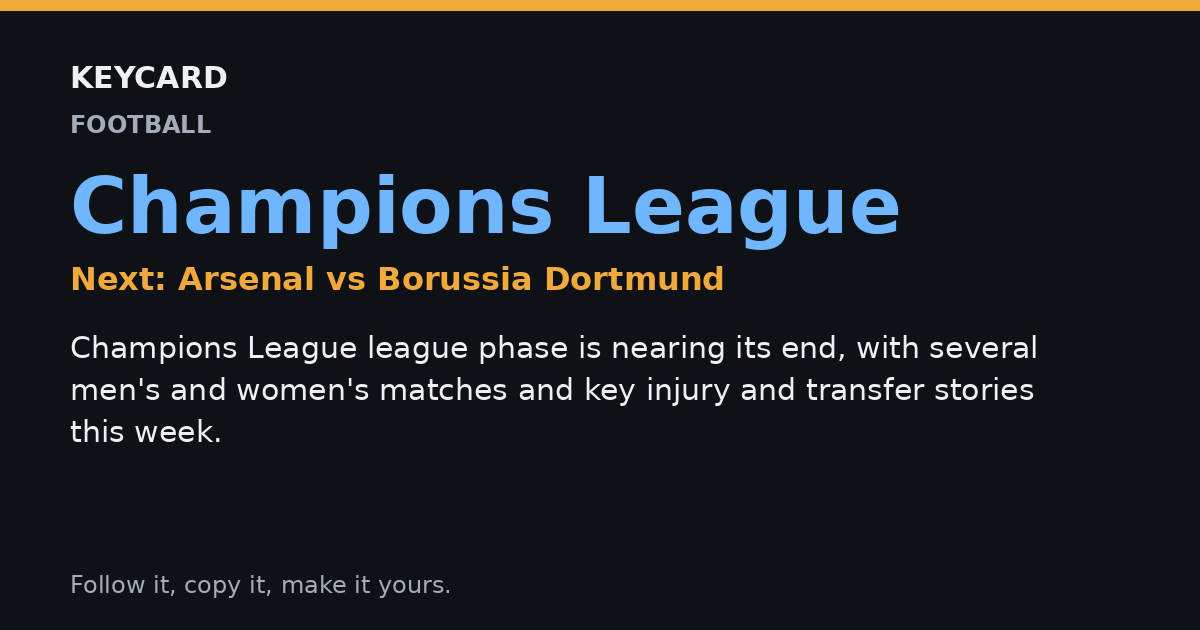 KEYCARD
FOOTBALL
Champions League
Next: Arsenal vs Borussia Dortmund
Champions League league phase is nearing its end, with several
men's and women's matches and key injury and transfer stories
this week.
Follow it, copy it, make it yours.